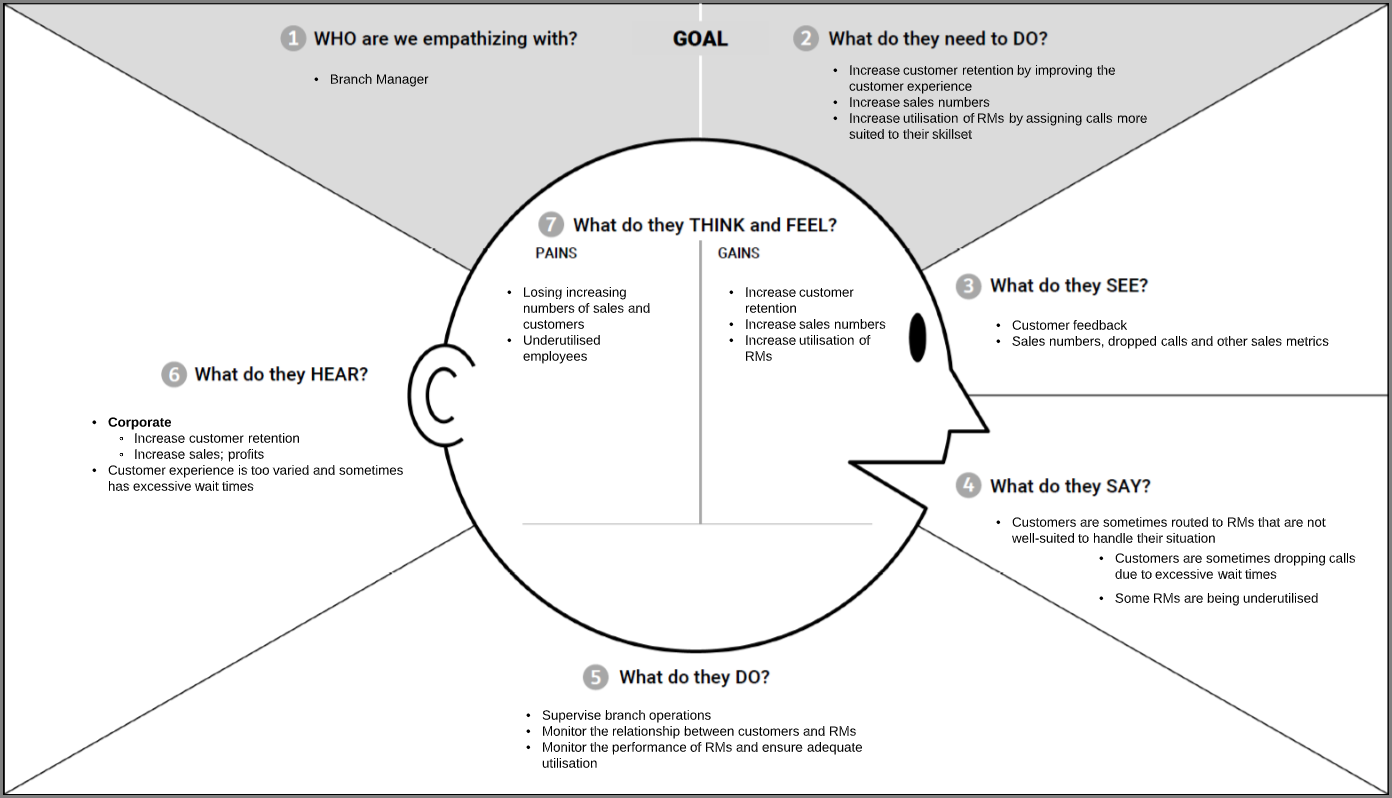 1 WHO are we empathizing with?
• Branch Manager
GOAL
2 What do they need to DO?
• Increase customer retention by improving the
customer experience
• Increase sales numbers
• Increase utilisation of RMs by assigning calls more
suited to their skillset
7 What do they THINK and FEEL?
PAINS
• Losing increasing
numbers of sales and
customers
• Underutilised
employees
GAINS
• Increase customer
retention
• Increase sales numbers
• Increase utilisation of
RMs
3 What do they SEE?
• Customer feedback
• Sales numbers, dropped calls and other sales metrics
6 What do they HEAR?
• Corporate
◦ Increase customer retention
◦ Increase sales; profits
• Customer experience is too varied and sometimes
has excessive wait times
4 What do they SAY?
• Customers are sometimes routed to RMs that are not
well-suited to handle their situation
• Customers are sometimes dropping calls
due to excessive wait times
• Some RMs are being underutilised
5 What do they DO?
• Supervise branch operations
• Monitor the relationship between customers and RMs
• Monitor the performance of RMs and ensure adequate
utilisation